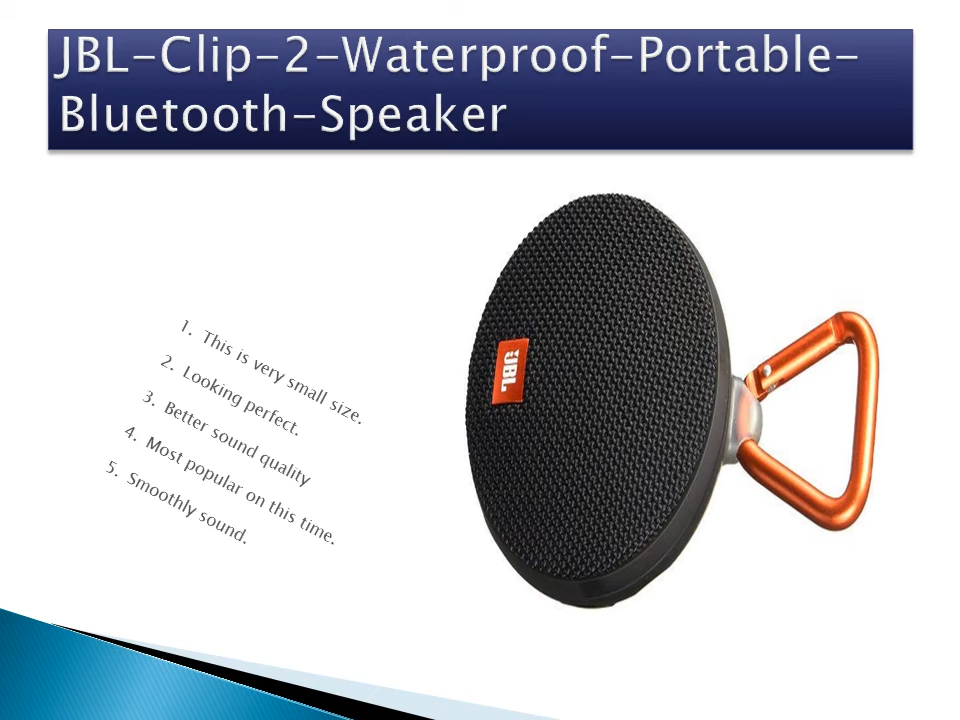 JBL-Clip-2-Waterproof-Portable-
Bluetooth-Speaker
1. This is very small size.
2. Looking perfect.
3. Better sound quality
4. Most popular on this time.
5. Smoothly sound.
JBL